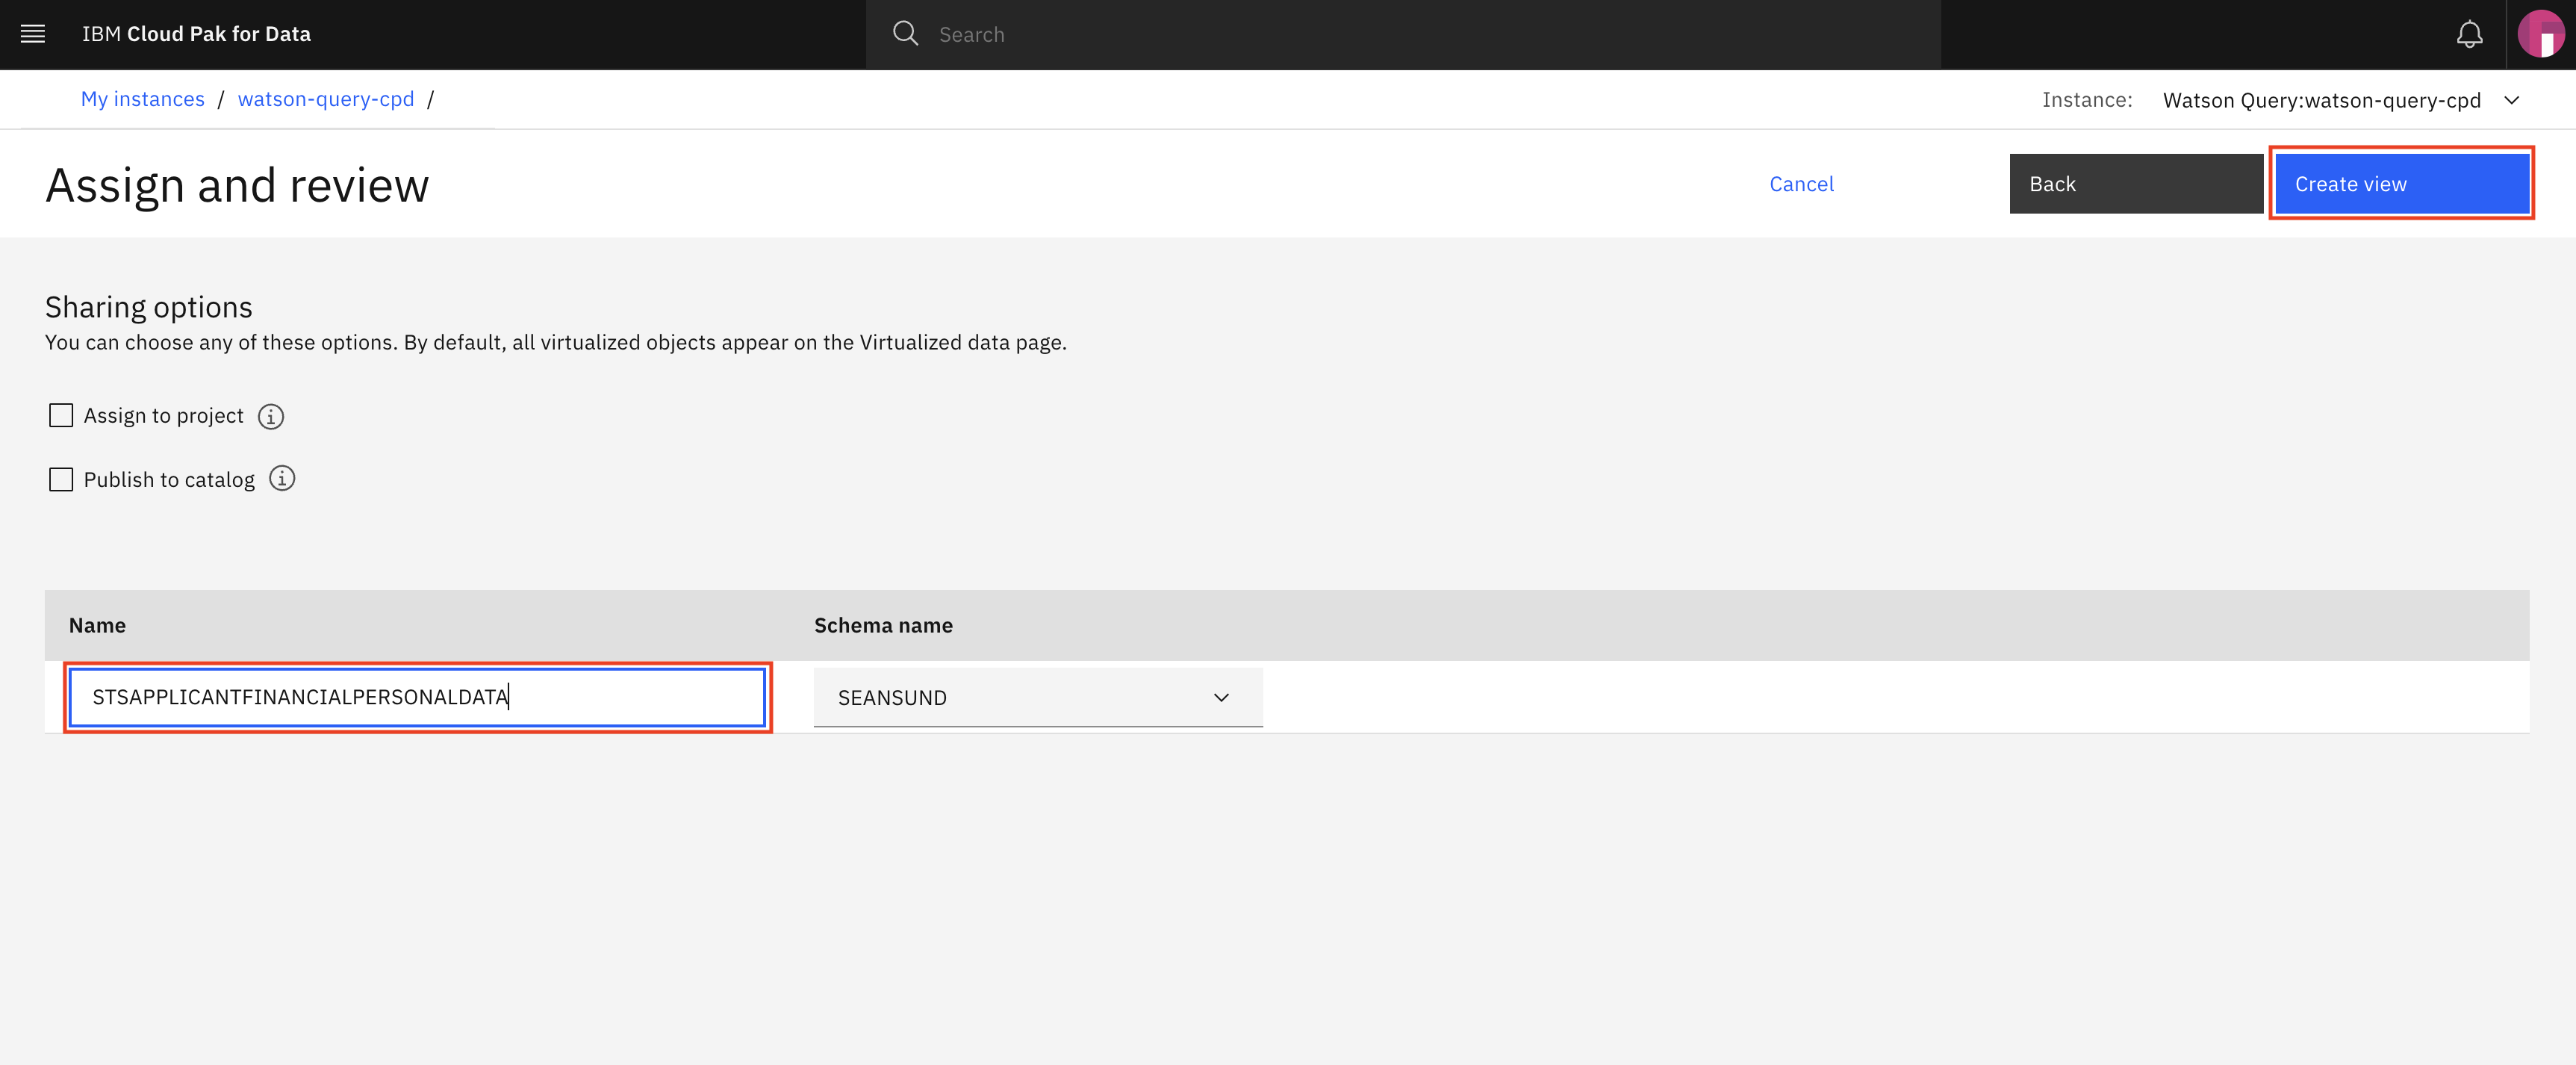 IBM Cloud Pak for Data
Search
My instances / watson-query-cpd /
Instance: Watson Query:watson-query-cpd
Assign and review
Cancel
Back
Create view
Sharing options
You can choose any of these options. By default, all virtualized objects appear on the Virtualized data page.
Assign to project
Publish to catalog
Name
Schema name
STSAPPLICANTFINANCIALPERSONALDATA
SEANSUND